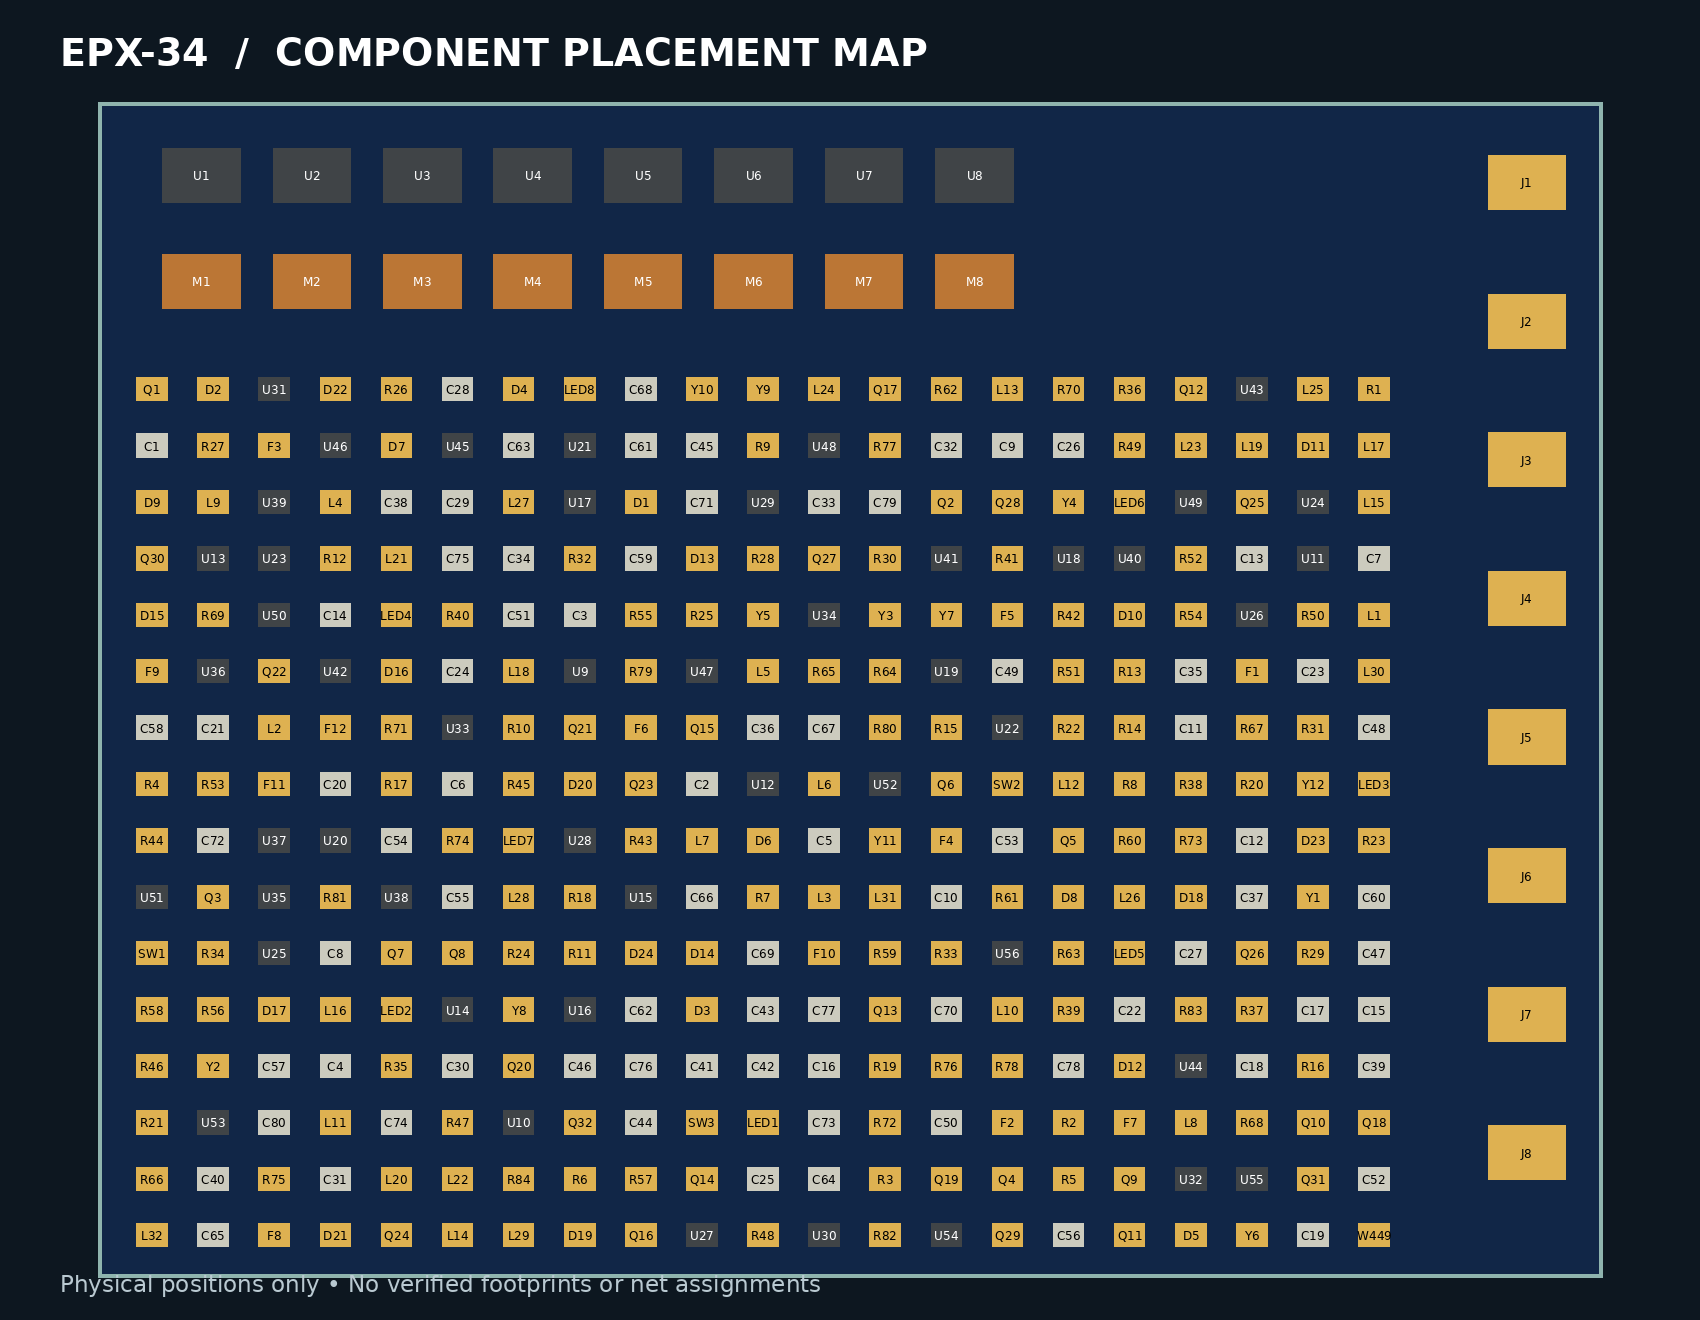 EPX-34 / COMPONENT PLACEMENT MAP
U1 U2 U3 U4 U5 U6 U7 U8 J1
M1 M2 M3 M4 M5 M6 M7 M8
J2
Q1 D2 U31 D22 R26 C28 D4 LED8 C68 Y10 Y9 L24 Q17 R62 L13 R70 R36 Q12 U43 L25 R1
C1 R27 F3 U46 D7 U45 C63 U21 C61 C45 R9 U48 R77 C32 C9 C26 R49 L23 L19 D11 L17
J3
D9 L9 U39 L4 C38 C29 L27 U17 D1 C71 U29 C33 C79 Q2 Q28 Y4 LED6 U49 Q25 U24 L15
Q30 U13 U23 R12 L21 C75 C34 R32 C59 D13 R28 Q27 R30 U41 R41 U18 U40 R52 C13 U11 C7
J4
D15 R69 U50 C14 LED4 R40 C51 C3 R55 R25 Y5 U34 Y3 Y7 F5 R42 D10 R54 U26 R50 L1
F9 U36 Q22 U42 D16 C24 L18 U9 R79 U47 L5 R65 R64 U19 C49 R51 R13 C35 F1 C23 L30
C58 C21 L2 F12 R71 U33 R10 Q21 F6 Q15 C36 C67 R80 R15 U22 R22 R14 C11 R67 R31 C48
J5
R4 R53 F11 C20 R17 C6 R45 D20 Q23 C2 U12 L6 U52 Q6 SW2 L12 R8 R38 R20 Y12 LED3
R44 C72 U37 U20 C54 R74 LED7 U28 R43 L7 D6 C5 Y11 F4 C53 Q5 R60 R73 C12 D23 R23
J6
U51 Q3 U35 R81 U38 C55 L28 R18 U15 C66 R7 L3 L31 C10 R61 D8 L26 D18 C37 Y1 C60
SW1 R34 U25 C8 Q7 Q8 R24 R11 D24 D14 C69 F10 R59 R33 U56 R63 LED5 C27 Q26 R29 C47
R58 R56 D17 L16 LED2 U14 Y8 U16 C62 D3 C43 C77 Q13 C70 L10 R39 C22 R83 R37 C17 C15
J7
R46 Y2 C57 C4 R35 C30 Q20 C46 C76 C41 C42 C16 R19 R76 R78 C78 D12 U44 C18 R16 C39
R21 U53 C80 L11 C74 R47 U10 Q32 C44 SW3 LED1 C73 R72 C50 F2 R2 F7 L8 R68 Q10 Q18
J8
R66 C40 R75 C31 L20 L22 R84 R6 R57 Q14 C25 C64 R3 Q19 Q4 R5 Q9 U32 U55 Q31 C52
L32 C65 F8 D21 Q24 L14 L29 D19 Q16 U27 R48 U30 R82 U54 Q29 C56 Q11 D5 Y6 C19 W449
Physical positions only • No verified footprints or net assignments